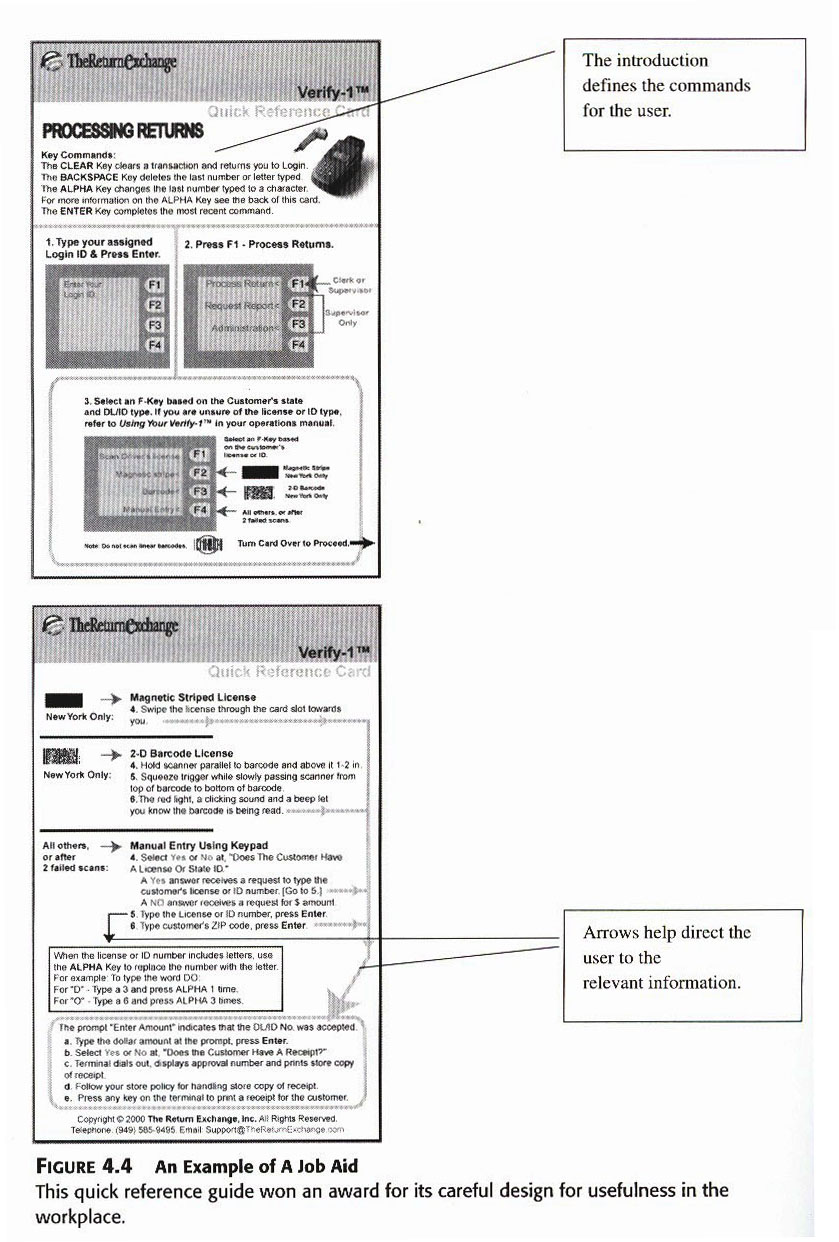 TheReturnExchange
Verify-1™
Quick Reference Card
PROCESSING RETURNS
Key Commands:
The CLEAR Key clears a transaction and returns you to Login.
The BACKSPACE Key deletes the last number or letter typed.
The ALPHA Key changes the last number typed to a character.
For more information on the ALPHA Key see the back of this card.
The ENTER Key completes the most recent command.
The introduction
defines the commands
for the user.
1. Type your assigned
Login ID & Press Enter.
Enter Your
Login ID:
F1
F2
F3
F4
2. Press F1 - Process Returns.
Process Return<
Request Report<
Administration<
F1
F2
F3
F4
Clerk or
Supervisor
Supervisor
Only
3. Select an F-Key based on the Customer's state
and DL/ID type. If you are unsure of the license or ID type,
refer to Using Your Verify-1™ in your operations manual.
Scan Driver's License
Magnetic stripe<
Barcode<
Manual Entry<
F1
F2
F3
F4
Select an F-Key based
on the customer's
license or ID.
Magnetic Stripe
New York Only
2-D Barcode
New York Only
All others, or after
2 failed scans.
Note: Do not scan linear barcodes.
Turn Card Over to Proceed.
TheReturnExchange
Verify-1™
Quick Reference Card
New York Only:
Magnetic Striped License
4. Swipe the license through the card slot towards
you.
New York Only:
2-D Barcode License
4. Hold scanner parallel to barcode and above it 1-2 in.
5. Squeeze trigger while slowly passing scanner from
top of barcode to bottom of barcode.
6.The red light, a clicking sound and a beep let
you know the barcode is being read.
All others,
or after
2 failed scans:
Manual Entry Using Keypad
4. Select Yes or No at, "Does The Customer Have
A License Or State ID."
A Yes answer receives a request to type the
customer's license or ID number. [Go to 5.]
A NO answer receives a request for $ amount.
5. Type the License or ID number, press Enter.
6. Type customer's ZIP code, press Enter.
Arrows help direct the
user to the
relevant information.
When the license or ID number includes letters, use
the ALPHA Key to replace the number with the letter.
For example: To type the word DO:
For "D" - Type a 3 and press ALPHA 1 time.
For "O" - Type a 6 and press ALPHA 3 times.
The prompt "Enter Amount" indicates that the DL/ID No. was accepted.
a. Type the dollar amount at the prompt, press Enter.
b. Select Yes or No at, "Does the Customer Have A Receipt?"
c. Terminal dials out, displays approval number and prints store copy
of receipt.
d. Follow your store policy for handling store copy of receipt.
e. Press any key on the terminal to print a receipt for the customer.
Copyright © 2000 The Return Exchange, Inc. All Rights Reserved.
Telephone: (949) 585-9495. Email: Support@TheReturnExchange.com
FIGURE 4.4 An Example of A Job Aid
This quick reference guide won an award for its careful design for usefulness in the
workplace.